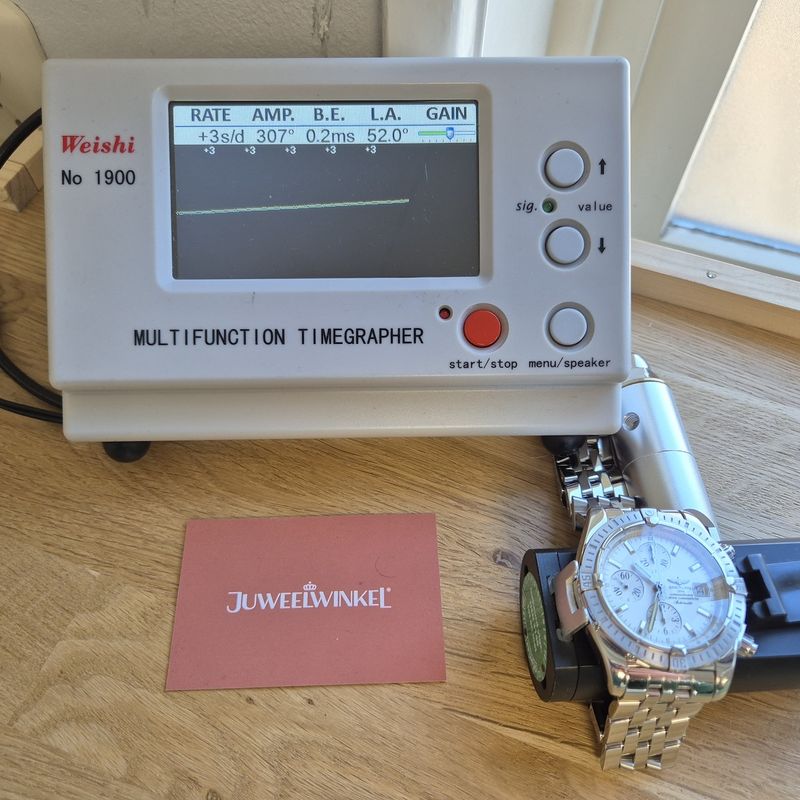 RATE AMP. B.E. L.A. GAIN
+3s/d 307° 0.2ms 52.0°
+3 +3 +3 +3 +3
Weishi
No 1900
sig. value
MULTIFUNCTION TIMEGRAPHER
start/stop menu/speaker
JUWEELWINKEL®